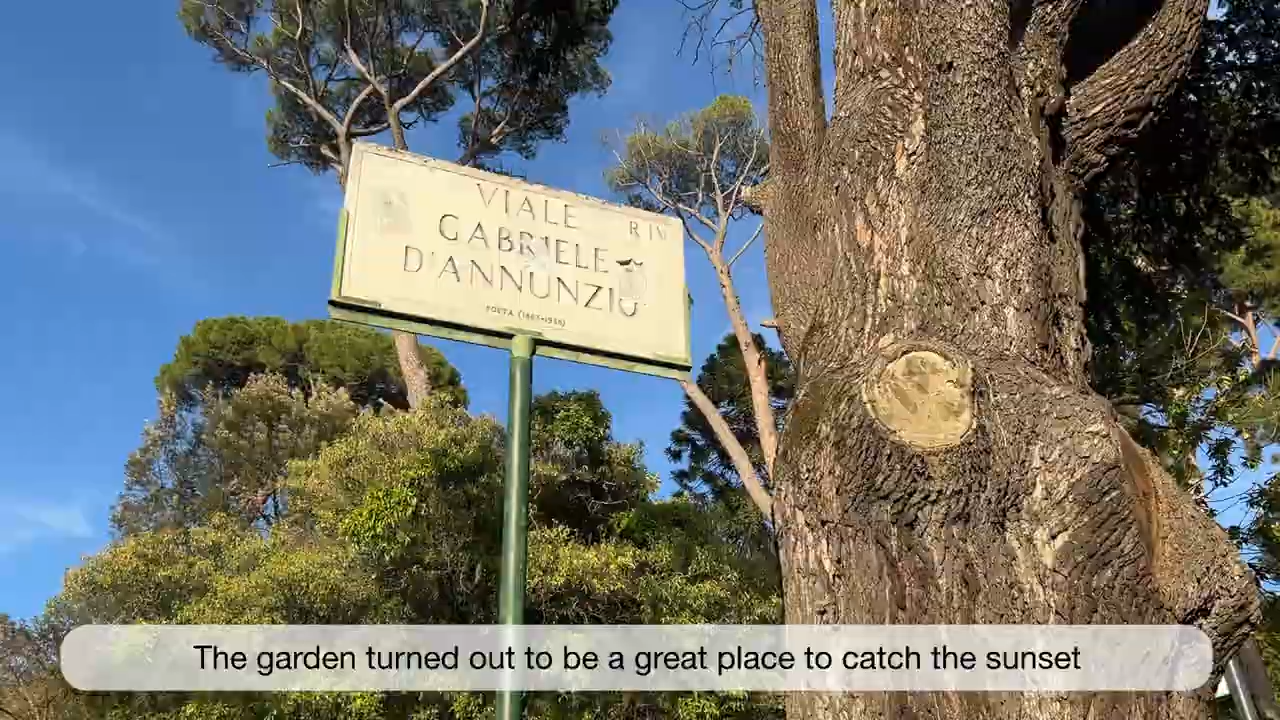 VIALE
R IV
GABRIELE
D'ANNUNZIO
POETA (1863-1938)
The garden turned out to be a great place to catch the sunset